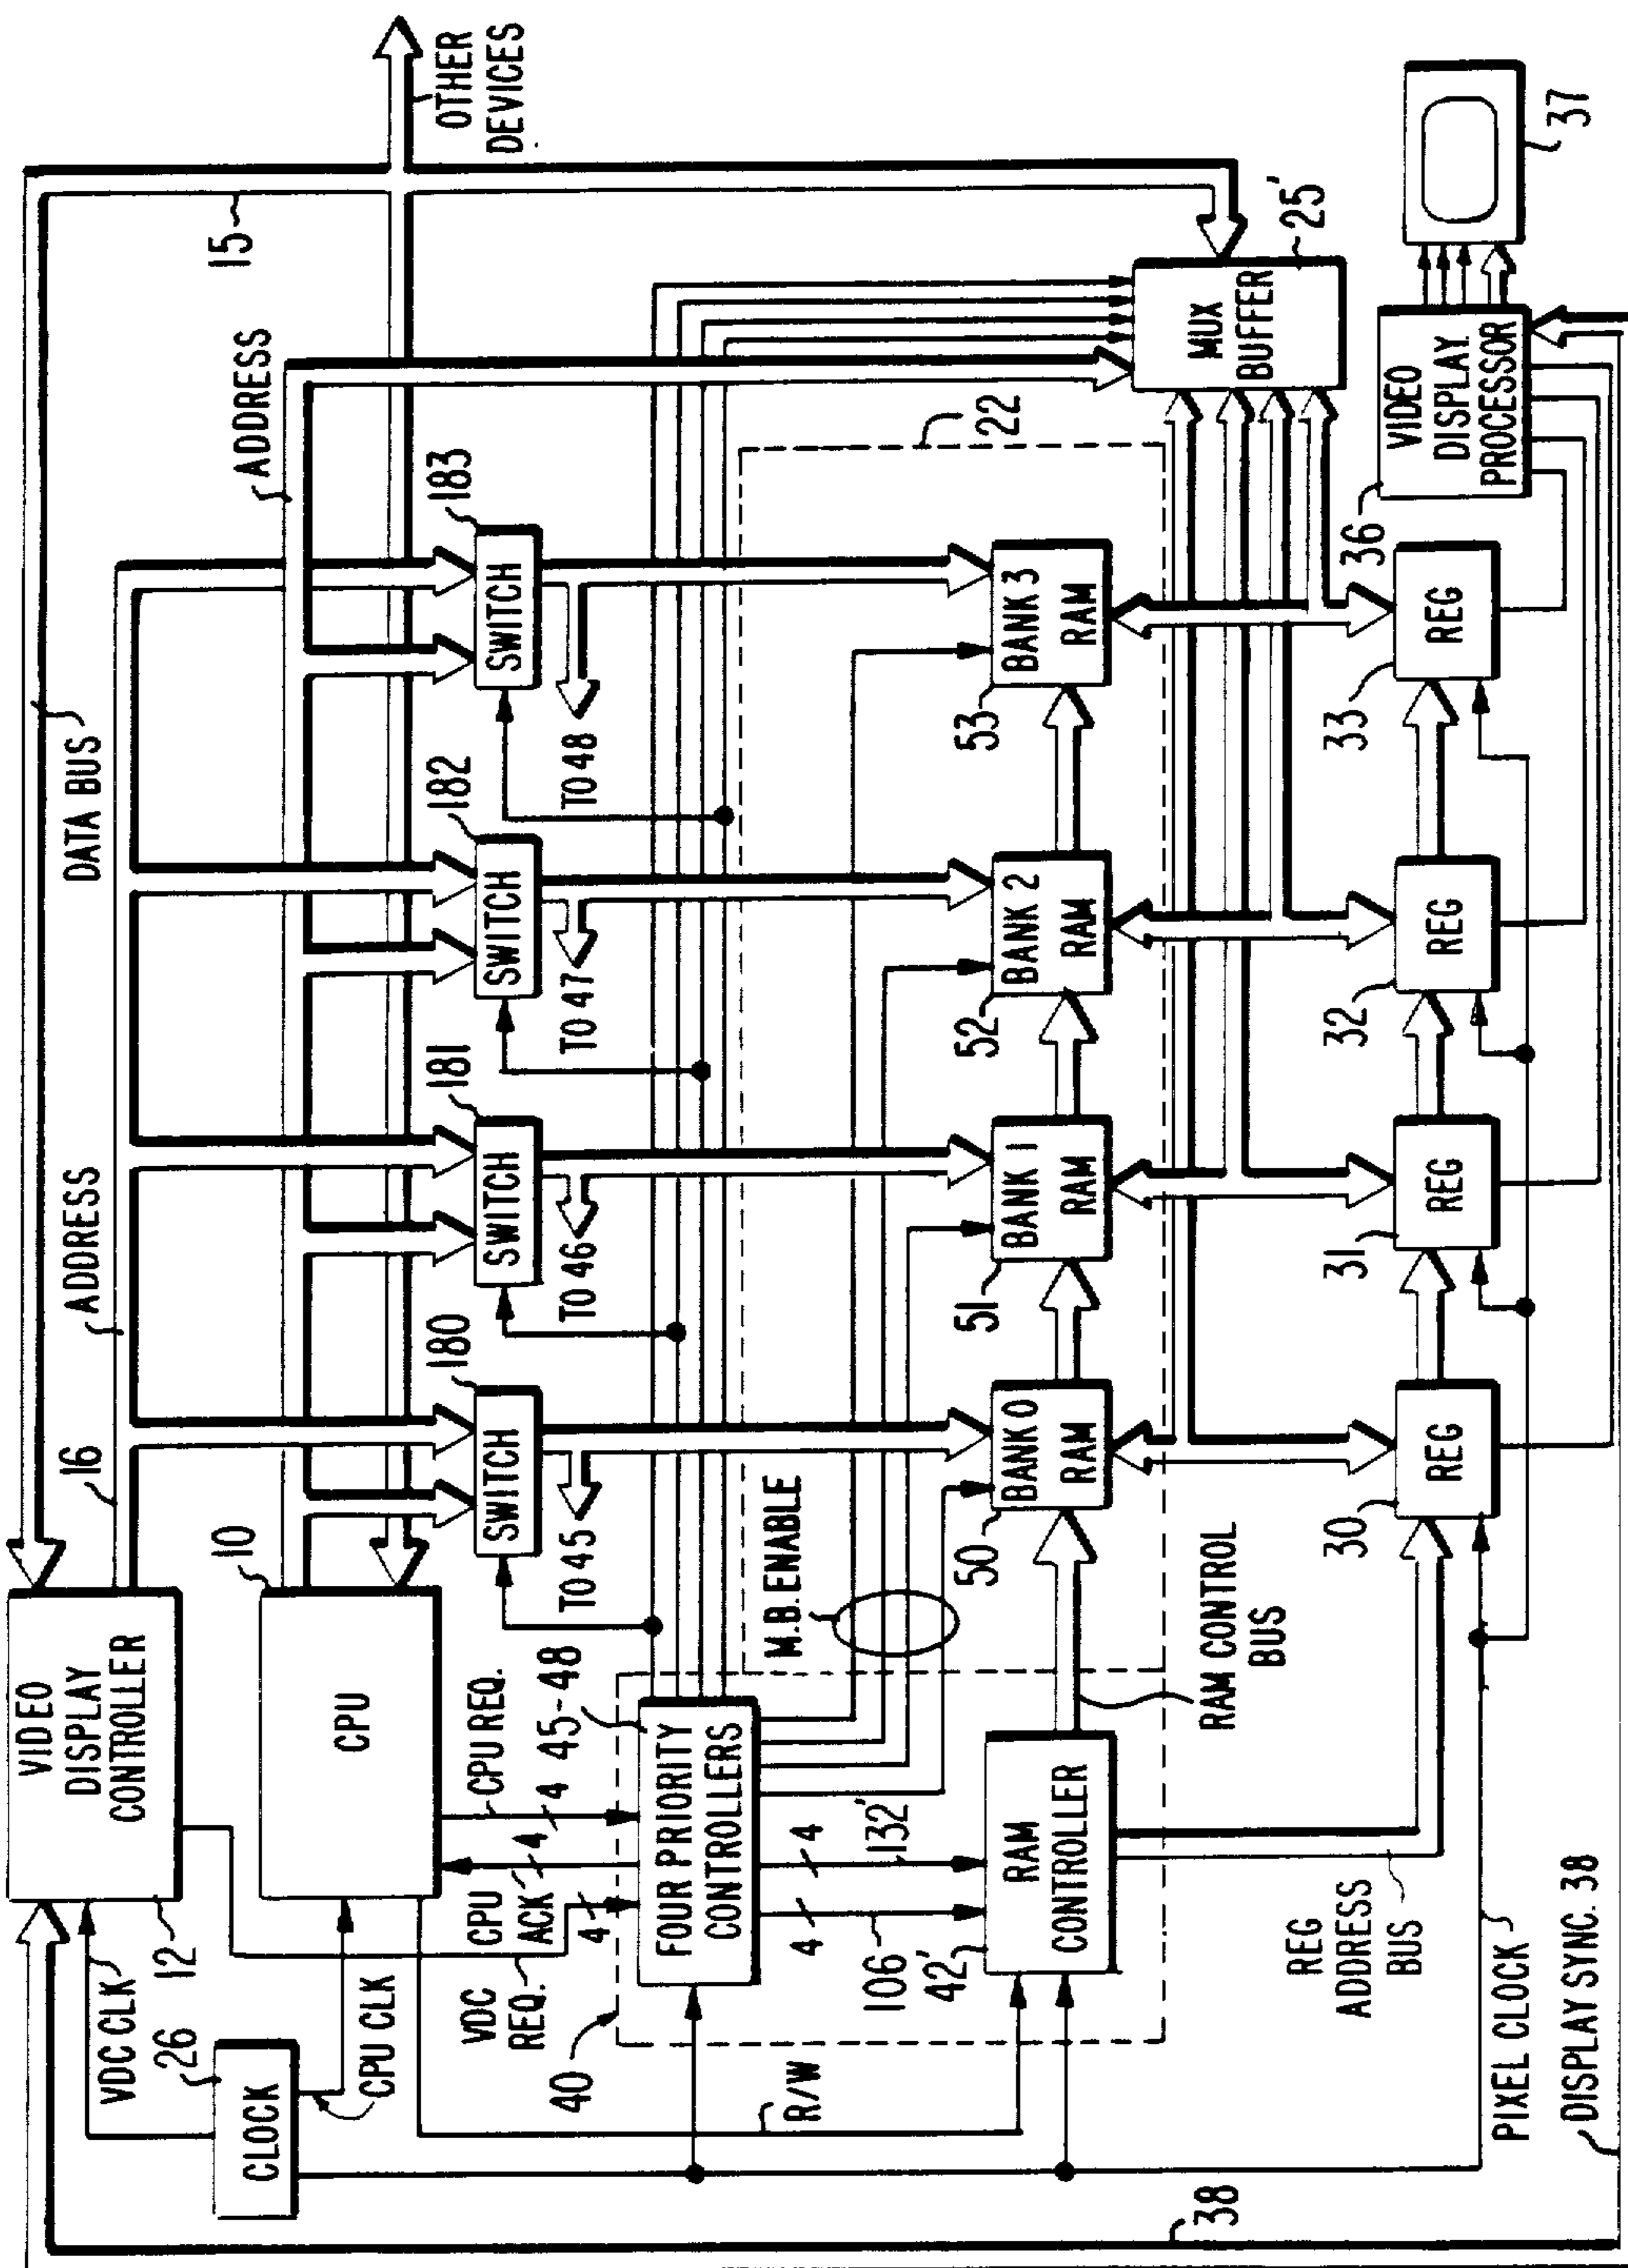 OTHER
DEVICES
15
DATA BUS
ADDRESS
16
ADDRESS
VIDEO
DISPLAY
CONTROLLER
12
VDC CLK
26
CLOCK
CPU CLK
10
CPU
CPU REQ.
4
CPU
ACK
4
VDC
REQ.
4
R/W
38
40
45-48
FOUR PRIORITY
CONTROLLERS
4
132'
4
106'
42'
RAM
CONTROLLER
180
SWITCH
TO 45
181
SWITCH
TO 46
182
SWITCH
TO 47
183
SWITCH
TO 48
22
M.B. ENABLE
50
BANK 0
RAM
51
BANK 1
RAM
52
BANK 2
RAM
53
BANK 3
RAM
MUX
BUFFER
25'
RAM CONTROL
BUS
REG
ADDRESS
BUS
30
REG
31
REG
32
REG
33
REG
36
VIDEO
DISPLAY.
PROCESSOR
37
PIXEL CLOCK
DISPLAY SYNC. 38